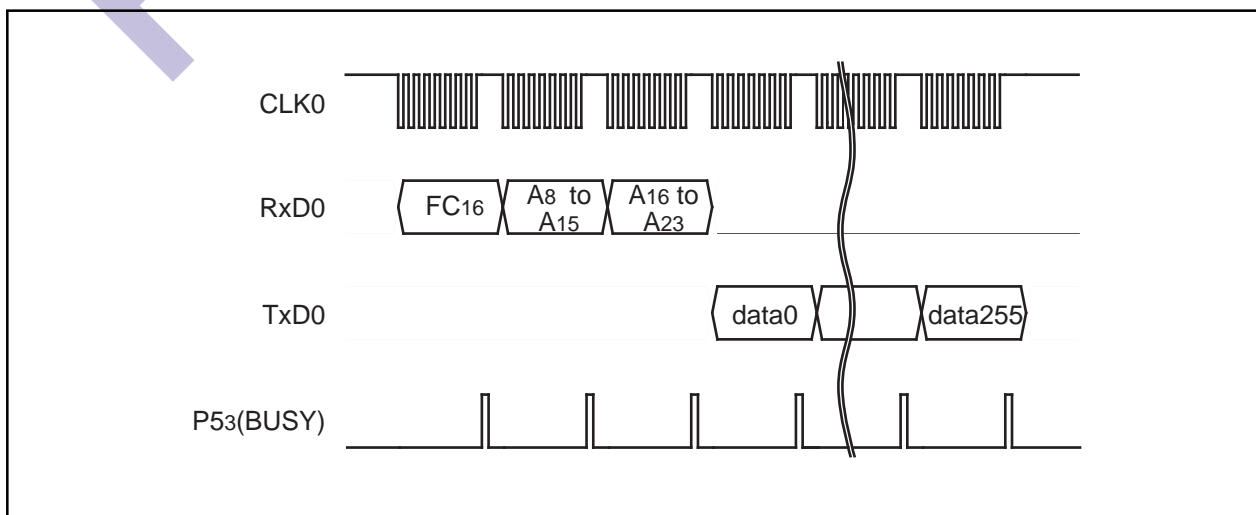 CLK0
RxD0
FC16
A8 to
A15
A16 to
A23
TxD0
data0
data255
P53(BUSY)